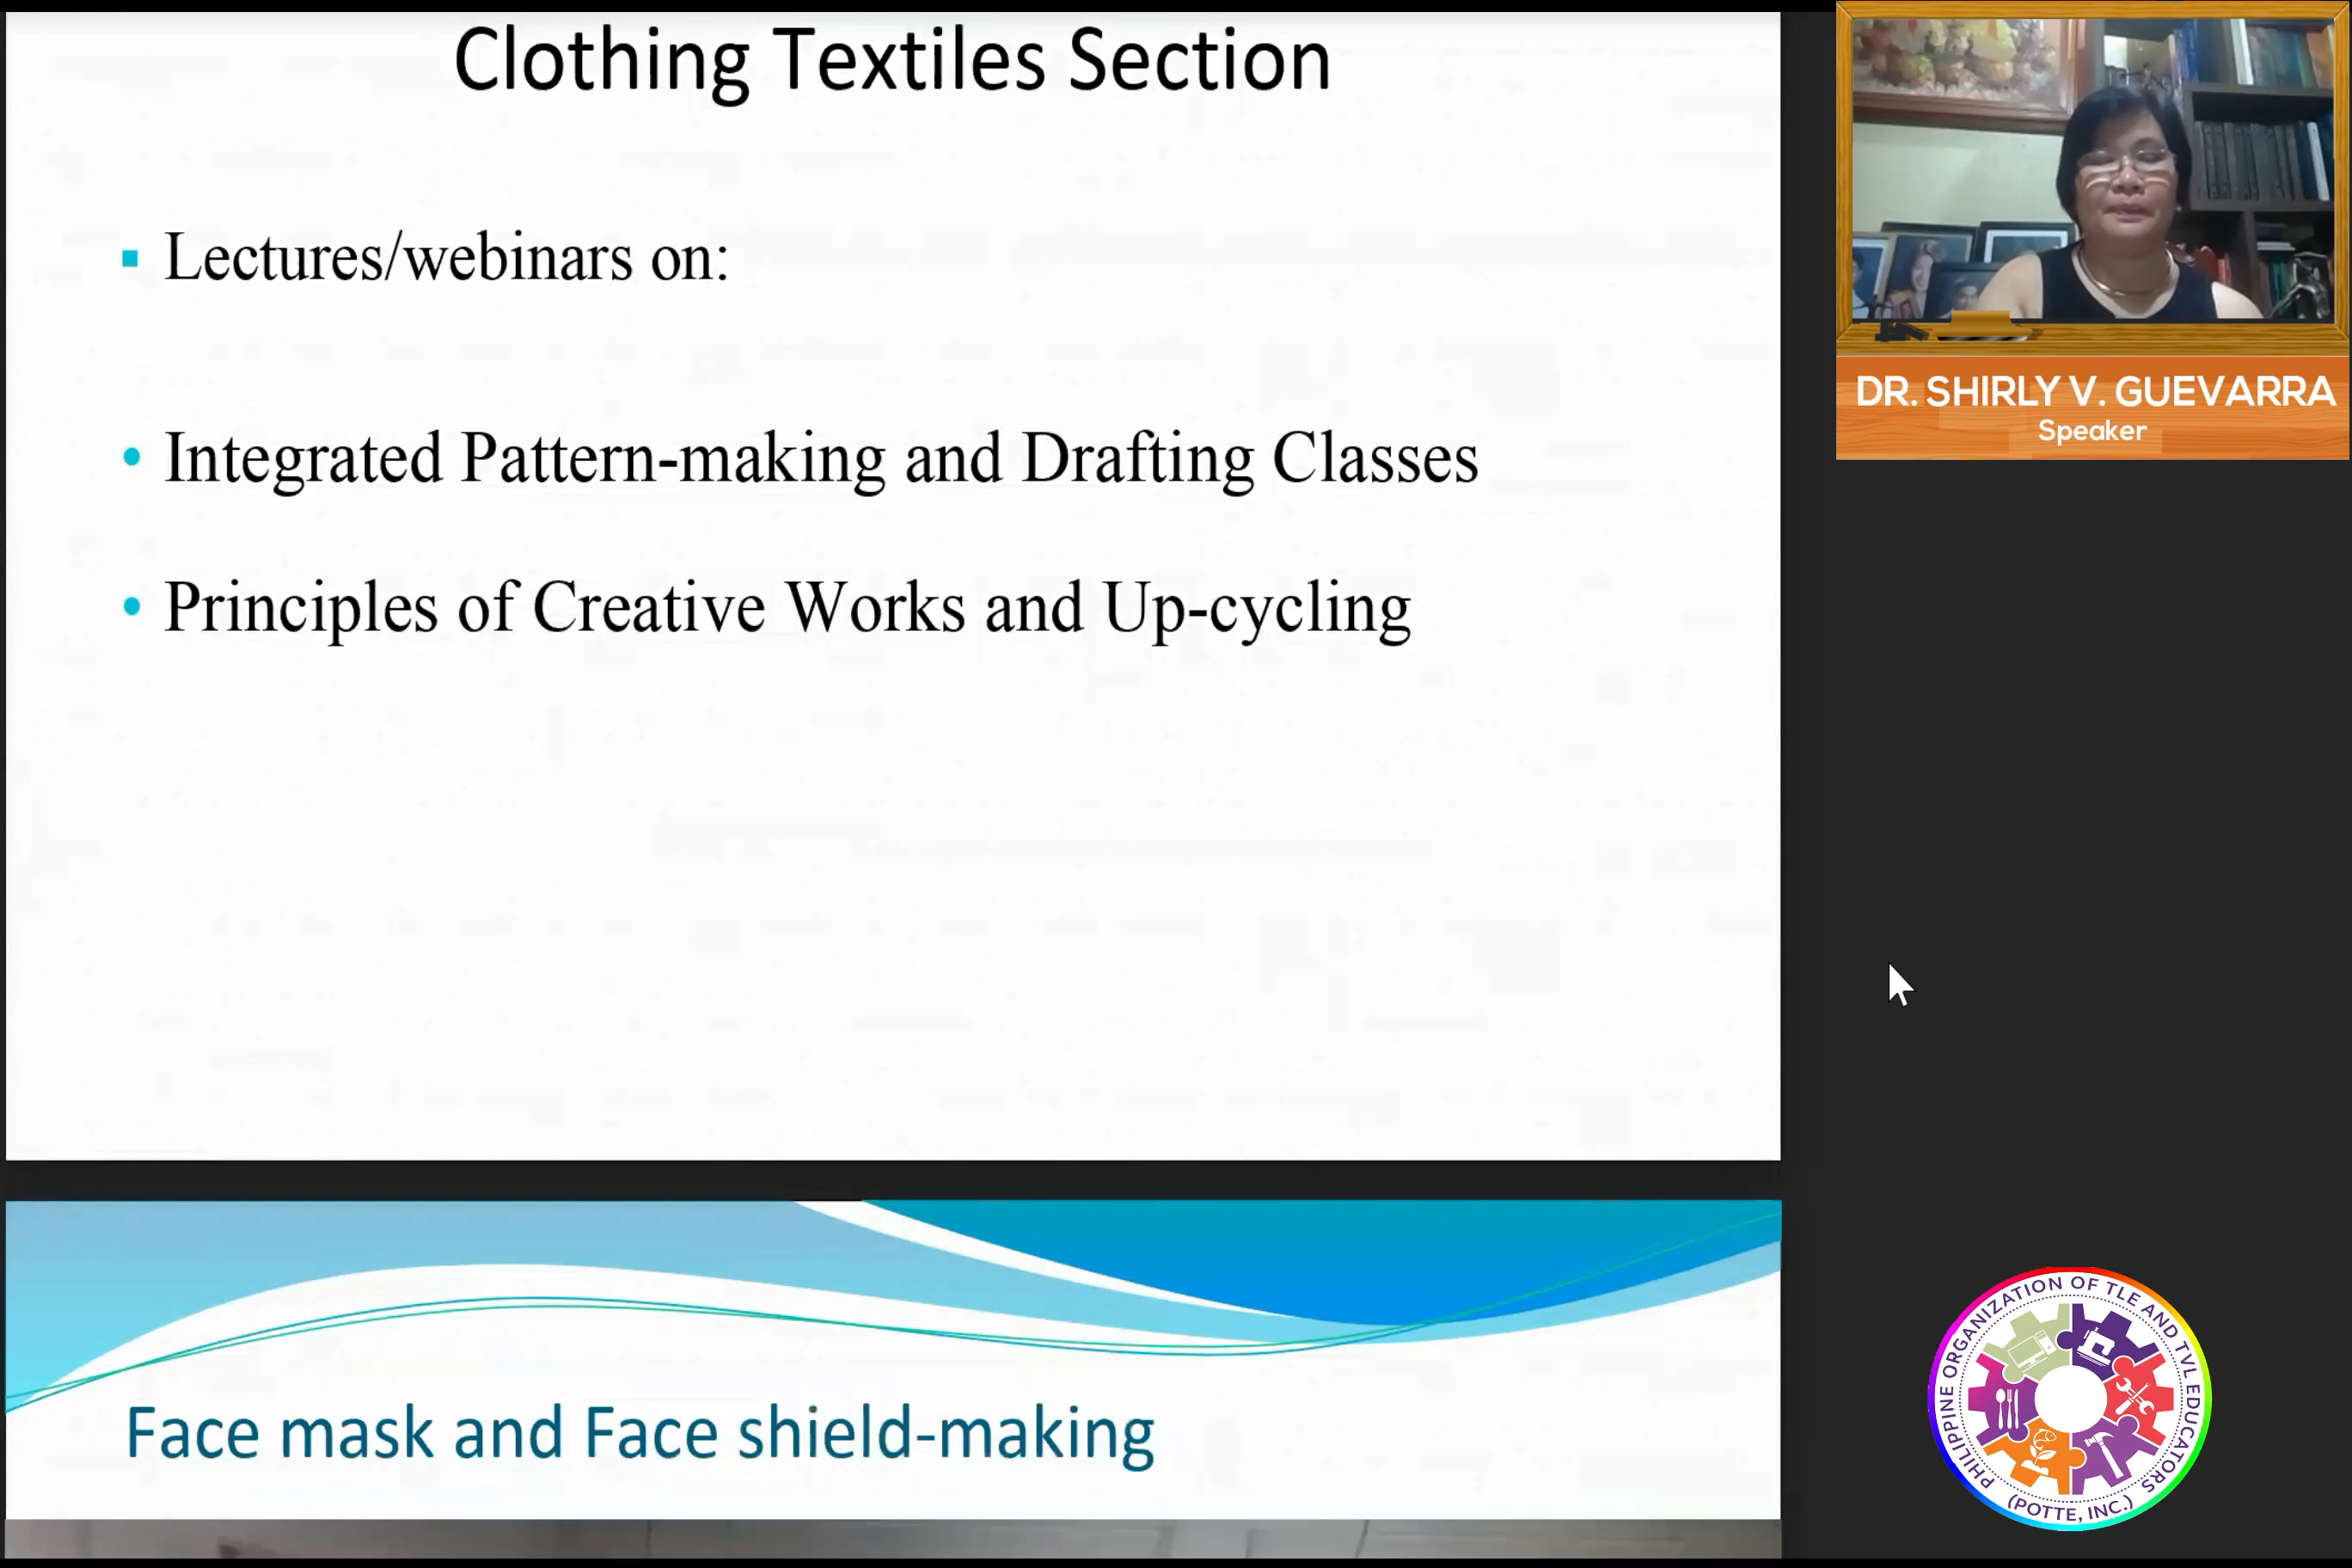 Clothing Textiles Section
Lectures/webinars on:
Integrated Pattern-making and Drafting Classes
Principles of Creative Works and Up-cycling
Face mask and Face shield-making
DR. SHIRLY V. GUEVARRA
Speaker
PHILIPPINE ORGANIZATION OF TLE AND TVL EDUCATORS
(POTTE, INC.)